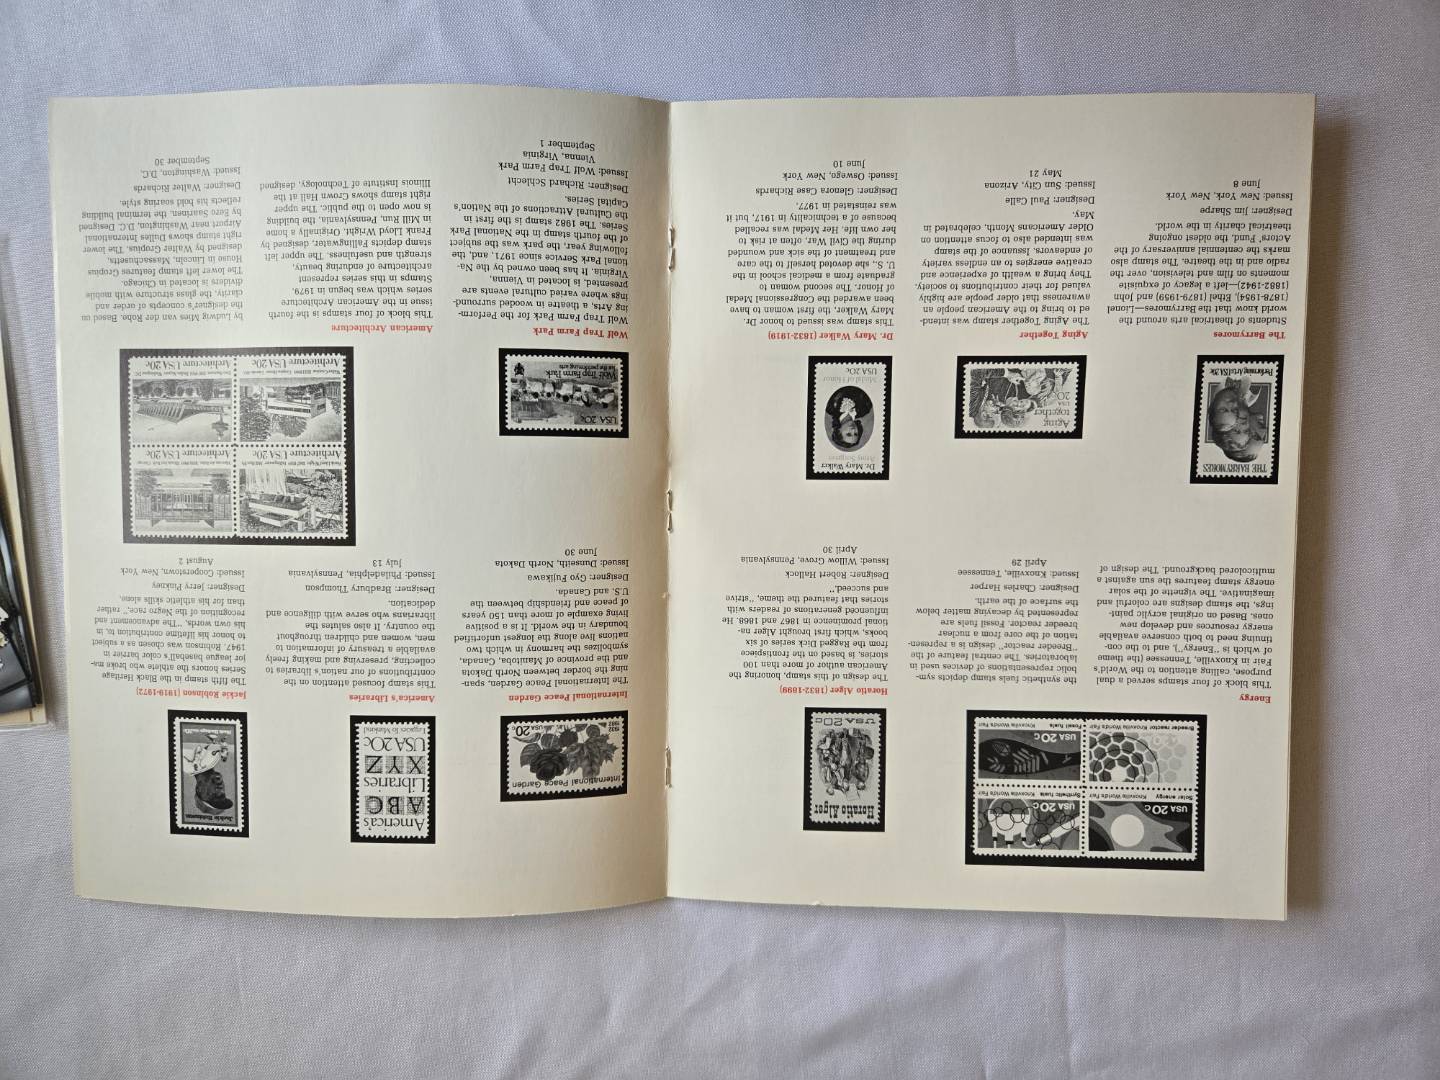 Solar energy
Knoxville World's Fair
USA 20c
Synthetic fuels
Knoxville World's Fair
USA 20c
Breeder reactor
Knoxville World's Fair
Fossil fuels
Knoxville World's Fair
USA 20c
Energy
This block of four stamps served a dual
purpose, calling attention to the World's
Fair in Knoxville, Tennessee (the theme
of which is "Energy"), and to the con-
tinuing need to both conserve available
energy resources and develop new
ones. Based on original acrylic paint-
ings, the stamp designs are colorful and
imaginative. The vignette of the solar
energy stamp features the sun against a
multicolored background. The design of
the synthetic fuels stamp depicts sym-
bolic representations of devices used in
laboratories. The central feature of the
"Breeder reactor" design is a represen-
tation of the core from a nuclear
breeder reactor. Fossil fuels are
represented by decaying matter below
the surface of the earth.
Designer: Charles Harper
Issued: Knoxville, Tennessee
April 29
Horatio Alger
USA 20c
Horatio Alger (1832-1899)
The design of this stamp, honoring the
American author of more than 100
stories, is based on the frontispiece
from the Ragged Dick series of six
books, which first brought Alger na-
tional prominence in 1867 and 1868. He
influenced generations of readers with
stories that featured the theme, "strive
and succeed."
Designer: Robert Hallock
Issued: Willow Grove, Pennsylvania
April 30
THE BARRYMORES
Performing Arts USA 20c
The Barrymores
Students of theatrical arts around the
world know that the Barrymores—Lionel
(1878-1954), Ethel (1879-1959) and John
(1882-1942)—left a legacy of exquisite
moments on film and television, over the
radio and in the theatre. The stamp also
marks the centennial anniversary of the
Actors' Fund, the oldest ongoing
theatrical charity in the world.
Designer: Jim Sharpe
Issued: New York, New York
June 8
Aging
together
USA
20c
Aging Together
The Aging Together stamp was intend-
ed to bring to the American people an
awareness that older people are highly
valued for their contributions to society.
They bring a wealth of experience and
creative energies to an endless variety
of endeavors. Issuance of the stamp
was intended also to focus attention on
Older Americans Month, celebrated in
May.
Designer: Paul Calle
Issued: Sun City, Arizona
May 21
Dr. Mary Walker
Army Surgeon
Medal of Honor
USA 20c
Dr. Mary Walker (1832-1919)
This stamp was issued to honor Dr.
Mary Walker, the first woman to have
been awarded the Congressional Medal
of Honor. The second woman to
graduate from a medical school in the
U. S., she devoted herself to the care
and treatment of the sick and wounded
during the Civil War, often at risk to
her own life. Her Medal was recalled
because of a technicality in 1917, but it
was reinstated in 1977.
Designer: Glenora Case Richards
Issued: Oswego, New York
June 10
International Peace Garden
1932
1982
USA 20c
International Peace Garden
The International Peace Garden, span-
ning the border between North Dakota
and the province of Manitoba, Canada,
symbolizes the harmony in which two
nations live along the longest unfortified
boundary in the world. It is a positive
living example of more than 150 years
of peace and friendship between the
U.S. and Canada.
Designer: Gyo Fujikawa
Issued: Dunseith, North Dakota
June 30
America's
ABC
Libraries
XYZ
USA 20c
Legacies To Mankind
America's Libraries
This stamp focused attention on the
contributions of our nation's libraries to
collecting, preserving and making freely
available a treasury of information to
men, women and children throughout
the country. It also salutes the
librarians who serve with diligence and
dedication.
Designer: Bradbury Thompson
Issued: Philadelphia, Pennsylvania
July 13
Jackie Robinson
Black Heritage USA 20c
Jackie Robinson (1919-1972)
The fifth stamp in the Black Heritage
Series honors the athlete who broke ma-
jor league baseball's color barrier in
1947. Robinson was chosen as a subject
to honor his lifetime contribution to, in
his own words, "The advancement and
recognition of the Negro race," rather
than for his athletic skills alone.
Designer: Jerry Pinkney
Issued: Cooperstown, New York
August 2
USA 20c
Wolf Trap Farm Park
for the performing arts
Wolf Trap Farm Park
Wolf Trap Farm Park for the Perform-
ing Arts, a theatre in wooded surround-
ings where varied cultural events are
presented, is located in Vienna,
Virginia. It has been owned by the Na-
tional Park Service since 1971, and, the
following year, the park was the subject
of the fourth stamp in the National Park
Series. The 1982 stamp is the first in
the Cultural Attractions of the Nation's
Capital Series.
Designer: Richard Schlecht
Issued: Wolf Trap Farm Park
Vienna, Virginia
September 1
Architecture USA 20c
Architecture USA 20c
Architecture USA 20c
Architecture USA 20c
American Architecture
This block of four stamps is the fourth
issue in the American Architecture
series which was begun in 1979.
Stamps in this series represent
architecture of enduring beauty,
strength and usefulness. The upper left
stamp depicts Fallingwater, designed by
Frank Lloyd Wright. Originally a home
in Mill Run, Pennsylvania, the building
is now open to the public. The upper
right stamp shows Crown Hall at the
Illinois Institute of Technology, designed
by Ludwig Mies van der Rohe. Based on
the designer's concepts of order and
clarity, the glass structure with mobile
dividers is located in Chicago.
The lower left stamp features Gropius
House in Lincoln, Massachusetts,
designed by Walter Gropius. The lower
right stamp shows Dulles International
Airport near Washington, D.C. Designed
by Eero Saarinen, the terminal building
reflects his bold soaring style.
Designer: Walter Richards
Issued: Washington, D.C.
September 30